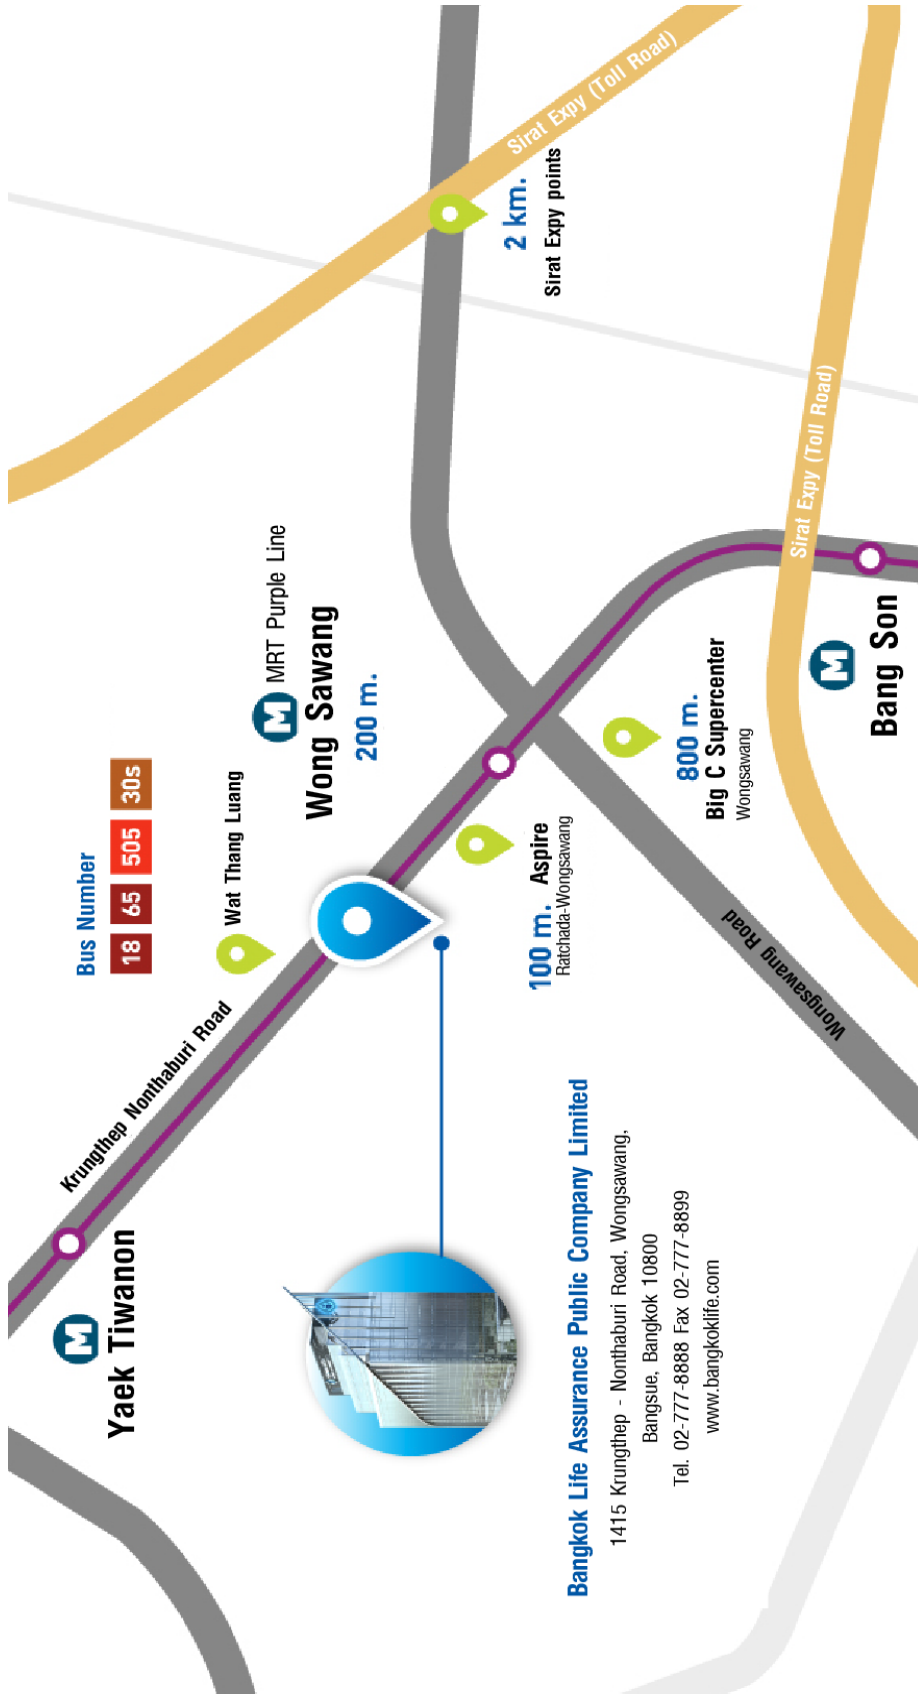 Bus Number
18 65 505 30s
Krungthep Nonthaburi Road
Wat Thang Luang
M MRT Purple Line
Wong Sawang
200 m.
M
Yaek Tiwanon
Sirat Expy (Toll Road)
2 km.
Sirat Expy points
100 m. Aspire
Ratchada-Wongsawang
800 m.
Big C Supercenter
Wongsawang
Wongsawang Road
Sirat Expy (Toll Road)
M
Bang Son
Bangkok Life Assurance Public Company Limited
1415 Krungthep - Nonthaburi Road, Wongsawang,
Bangsue, Bangkok 10800
Tel. 02-777-8888 Fax 02-777-8899
www.bangkoklife.com